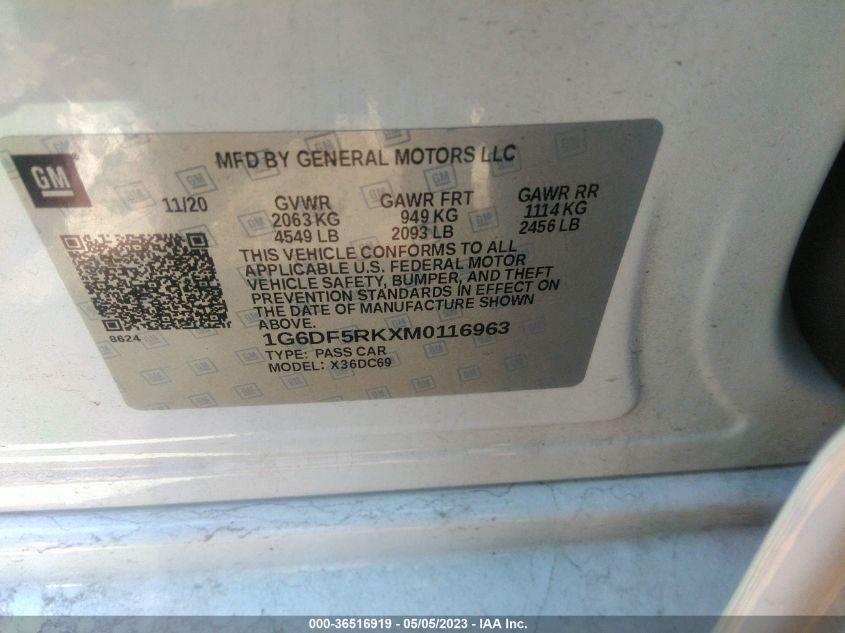 GM
MFD BY GENERAL MOTORS LLC
11/20 GVWR GAWR FRT GAWR RR
2063 KG 949 KG 1114 KG
4549 LB 2093 LB 2456 LB
THIS VEHICLE CONFORMS TO ALL
APPLICABLE U.S. FEDERAL MOTOR
VEHICLE SAFETY, BUMPER, AND THEFT
PREVENTION STANDARDS IN EFFECT ON
THE DATE OF MANUFACTURE SHOWN
ABOVE.
8624
1G6DF5RKXM0116963
TYPE: PASS CAR
MODEL: X36DC69
000-36516919 - 05/05/2023 - IAA Inc.